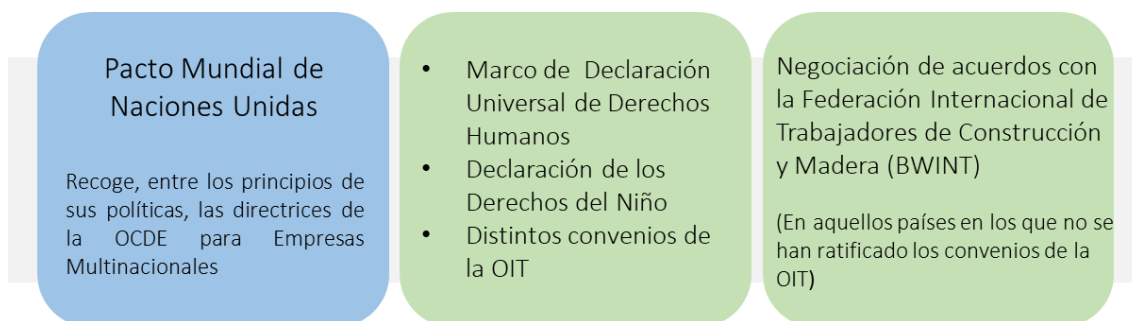 Pacto Mundial de
Naciones Unidas
Recoge, entre los principios de
sus políticas, las directrices de
la OCDE para Empresas
Multinacionales
• Marco de Declaración
Universal de Derechos
Humanos
• Declaración de los
Derechos del Niño
• Distintos convenios de
la OIT
Negociación de acuerdos con
la Federación Internacional de
Trabajadores de Construcción
y Madera (BWINT)
(En aquellos países en los que no se
han ratificado los convenios de la
OIT)